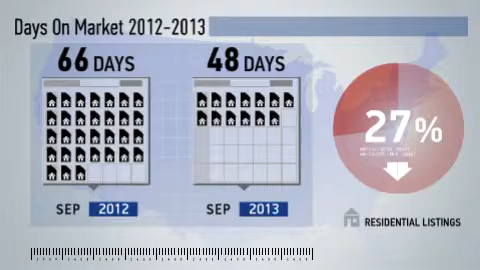 Days On Market 2012-2013
66 DAYS
48 DAYS
27%
SEP 2012
SEP 2013
RESIDENTIAL LISTINGS